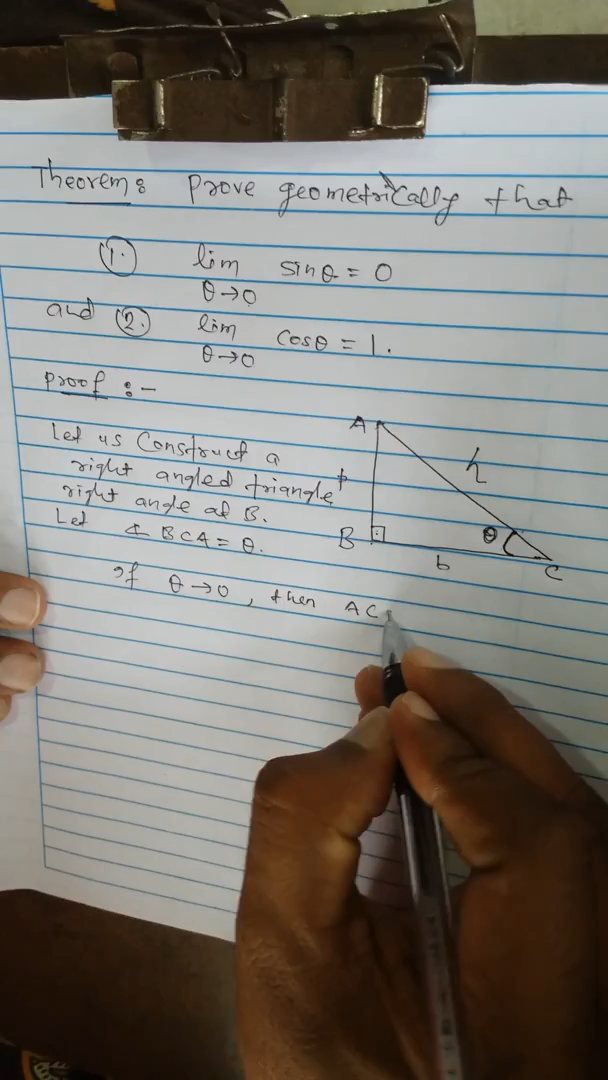 Theorem: Prove geometrically that
(1.) lim sinθ = 0
θ→0
and (2.) lim cosθ = 1.
θ→0
Proof :-
Let us Construct a
right angled triangle
right angle at B.
Let ∡ BCA = θ.
If θ→0, then AC
A
h
p
B
θ
b
C